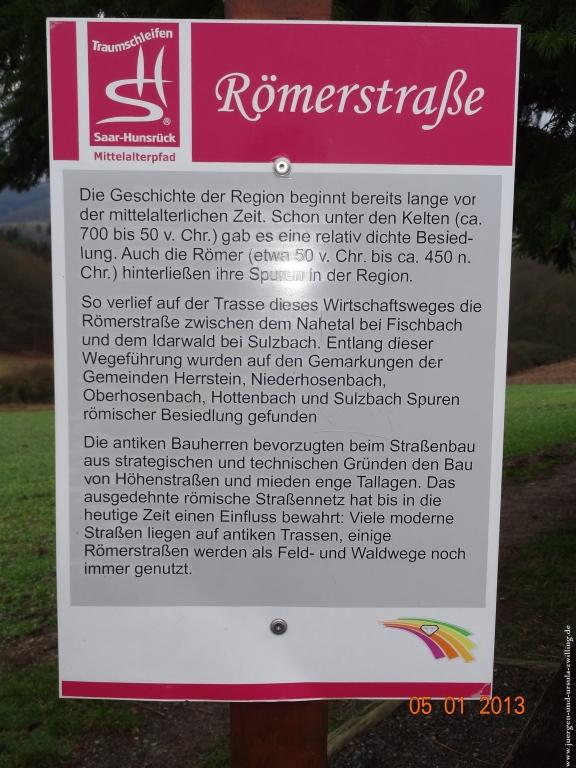 Traumschleifen
SH®
Saar-Hunsrück
Mittelalterpfad
Römerstraße
Die Geschichte der Region beginnt bereits lange vor
der mittelalterlichen Zeit. Schon unter den Kelten (ca.
700 bis 50 v. Chr.) gab es eine relativ dichte Besied-
lung. Auch die Römer (etwa 50 v. Chr. bis ca. 450 n.
Chr.) hinterließen ihre Spuren in der Region.
So verlief auf der Trasse dieses Wirtschaftsweges die
Römerstraße zwischen dem Nahetal bei Fischbach
und dem Idarwald bei Sulzbach. Entlang dieser
Wegeführung wurden auf den Gemarkungen der
Gemeinden Herrstein, Niederhosenbach,
Oberhosenbach, Hottenbach und Sulzbach Spuren
römischer Besiedlung gefunden
Die antiken Bauherren bevorzugten beim Straßenbau
aus strategischen und technischen Gründen den Bau
von Höhenstraßen und mieden enge Tallagen. Das
ausgedehnte römische Straßennetz hat bis in die
heutige Zeit einen Einfluss bewahrt: Viele moderne
Straßen liegen auf antiken Trassen, einige
Römerstraßen werden als Feld- und Waldwege noch
immer genutzt.
05 01 2013
www.juergen-und-ursula-zwilling.de